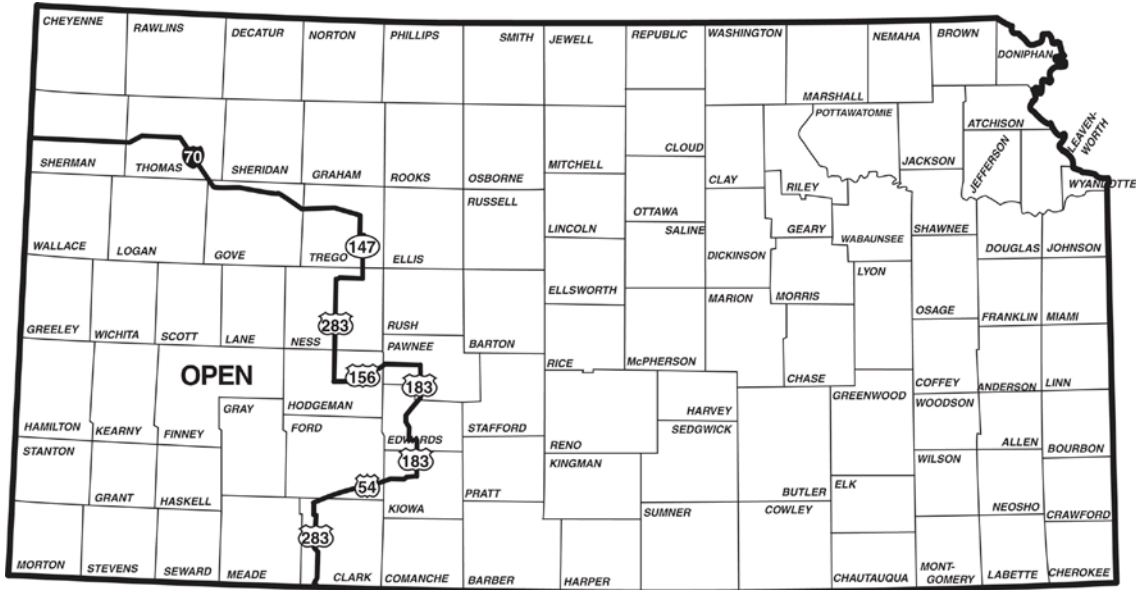 CHEYENNE
RAWLINS
DECATUR
NORTON
PHILLIPS
SMITH
JEWELL
REPUBLIC
WASHINGTON
MARSHALL
NEMAHA
BROWN
DONIPHAN
SHERMAN
THOMAS
70
SHERIDAN
GRAHAM
ROOKS
OSBORNE
MITCHELL
CLOUD
CLAY
RILEY
POTTAWATOMIE
JACKSON
ATCHISON
JEFFERSON
LEAVEN-
WORTH
WYANDOTTE
WALLACE
LOGAN
GOVE
TREGO
147
ELLIS
RUSSELL
LINCOLN
OTTAWA
SALINE
DICKINSON
GEARY
WABAUNSEE
SHAWNEE
DOUGLAS
JOHNSON
GREELEY
WICHITA
SCOTT
LANE
NESS
283
RUSH
PAWNEE
BARTON
ELLSWORTH
RICE
McPHERSON
MARION
MORRIS
CHASE
LYON
OSAGE
FRANKLIN
MIAMI
OPEN
156
183
HODGEMAN
HAMILTON
KEARNY
FINNEY
GRAY
FORD
EDWARDS
183
STAFFORD
RENO
HARVEY
SEDGWICK
BUTLER
GREENWOOD
COFFEY
ANDERSON
LINN
WOODSON
ALLEN
BOURBON
STANTON
GRANT
HASKELL
54
KIOWA
PRATT
KINGMAN
ELK
WILSON
NEOSHO
CRAWFORD
MORTON
STEVENS
SEWARD
MEADE
283
CLARK
COMANCHE
BARBER
HARPER
SUMNER
COWLEY
CHAUTAUQUA
MONT-
GOMERY
LABETTE
CHEROKEE